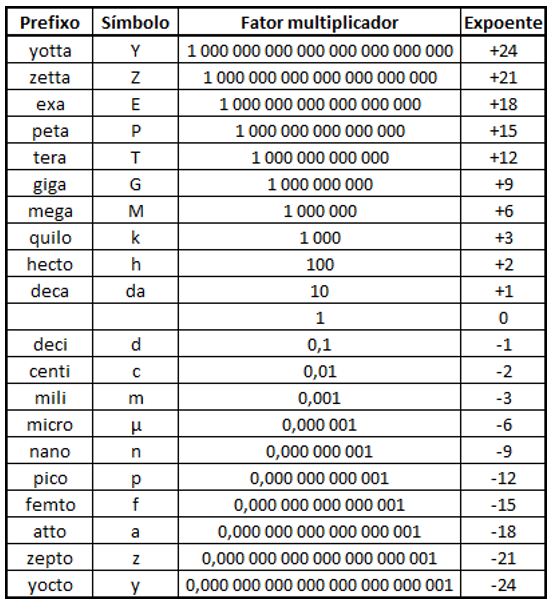 Prefixo Símbolo Fator multiplicador Expoente
yotta Y 1 000 000 000 000 000 000 000 000 +24
zetta Z 1 000 000 000 000 000 000 000 +21
exa E 1 000 000 000 000 000 000 +18
peta P 1 000 000 000 000 000 +15
tera T 1 000 000 000 000 +12
giga G 1 000 000 000 +9
mega M 1 000 000 +6
quilo k 1 000 +3
hecto h 100 +2
deca da 10 +1
1 0
deci d 0,1 -1
centi c 0,01 -2
mili m 0,001 -3
micro µ 0,000 001 -6
nano n 0,000 000 001 -9
pico p 0,000 000 000 001 -12
femto f 0,000 000 000 000 001 -15
atto a 0,000 000 000 000 000 001 -18
zepto z 0,000 000 000 000 000 000 001 -21
yocto y 0,000 000 000 000 000 000 000 001 -24